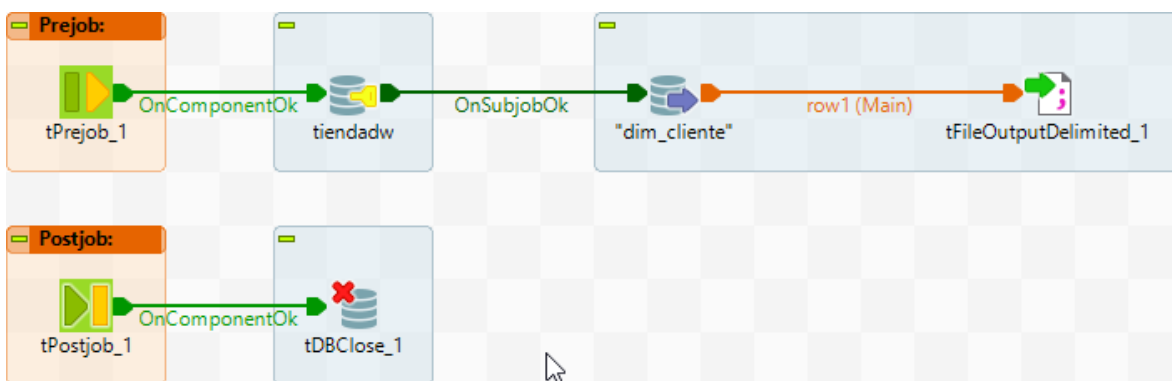 Prejob:
OnComponentOk
OnSubjobOk
row1 (Main)
tPrejob_1
tiendadw
"dim_cliente"
tFileOutputDelimited_1
Postjob:
OnComponentOk
tPostjob_1
tDBClose_1